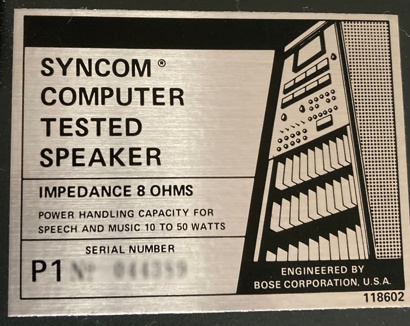 SYNCOM®
COMPUTER
TESTED
SPEAKER
IMPEDANCE 8 OHMS
POWER HANDLING CAPACITY FOR
SPEECH AND MUSIC 10 TO 50 WATTS
SERIAL NUMBER
P1 Nº
ENGINEERED BY
BOSE CORPORATION, U.S.A.
118602